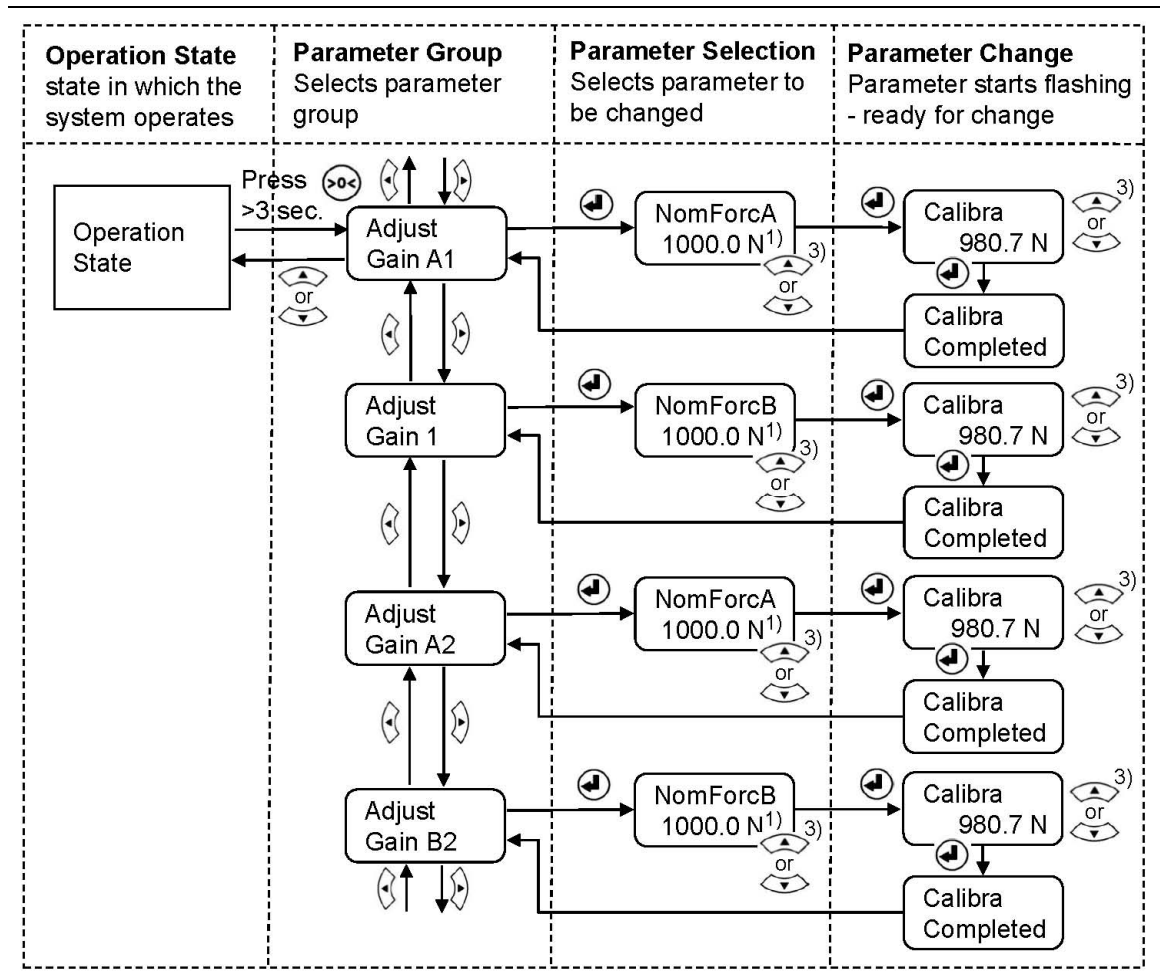 Operation State
state in which the
system operates
Parameter Group
Selects parameter
group
Parameter Selection
Selects parameter to
be changed
Parameter Change
Parameter starts flashing
- ready for change
Press >0<
>3 sec.
Operation
State
or
Adjust
Gain A1
NomForcA
1000.0 N1)
3)
or
Calibra
980.7 N
3)
or
Calibra
Completed
Adjust
Gain 1
NomForcB
1000.0 N1)
3)
or
Calibra
980.7 N
3)
or
Calibra
Completed
Adjust
Gain A2
NomForcA
1000.0 N1)
3)
or
Calibra
980.7 N
3)
or
Calibra
Completed
Adjust
Gain B2
NomForcB
1000.0 N1)
3)
or
Calibra
980.7 N
3)
or
Calibra
Completed